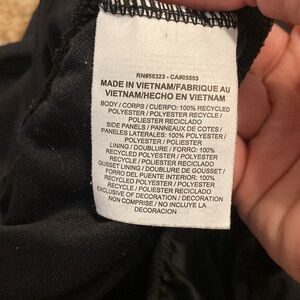 RN#56323 - CA#05553
MADE IN VIETNAM/FABRIQUE AU
VIETNAM/HECHO EN VIETNAM
BODY / CORPS / CUERPO: 100% RECYCLED
POLYESTER / POLYESTER RECYCLE /
POLIESTER RECICLADO
SIDE PANELS / PANNEAUX DE COTES /
PANELES LATERALES: 100% POLYESTER /
POLYESTER / POLIESTER
LINING / DOUBLURE / FORRO: 100%
RECYCLED POLYESTER / POLYESTER
RECYCLE / POLIESTER RECICLADO
GUSSET LINING / DOUBLURE DE GOUSSET /
FORRO DEL PUENTE INTERIOR: 100%
RECYCLED POLYESTER / POLYESTER
RECYCLE / POLIESTER RECICLADO
EXCLUSIVE OF DECORATION / DECORATION
NON COMPRISE / NO INCLUYE LA
DECORACION